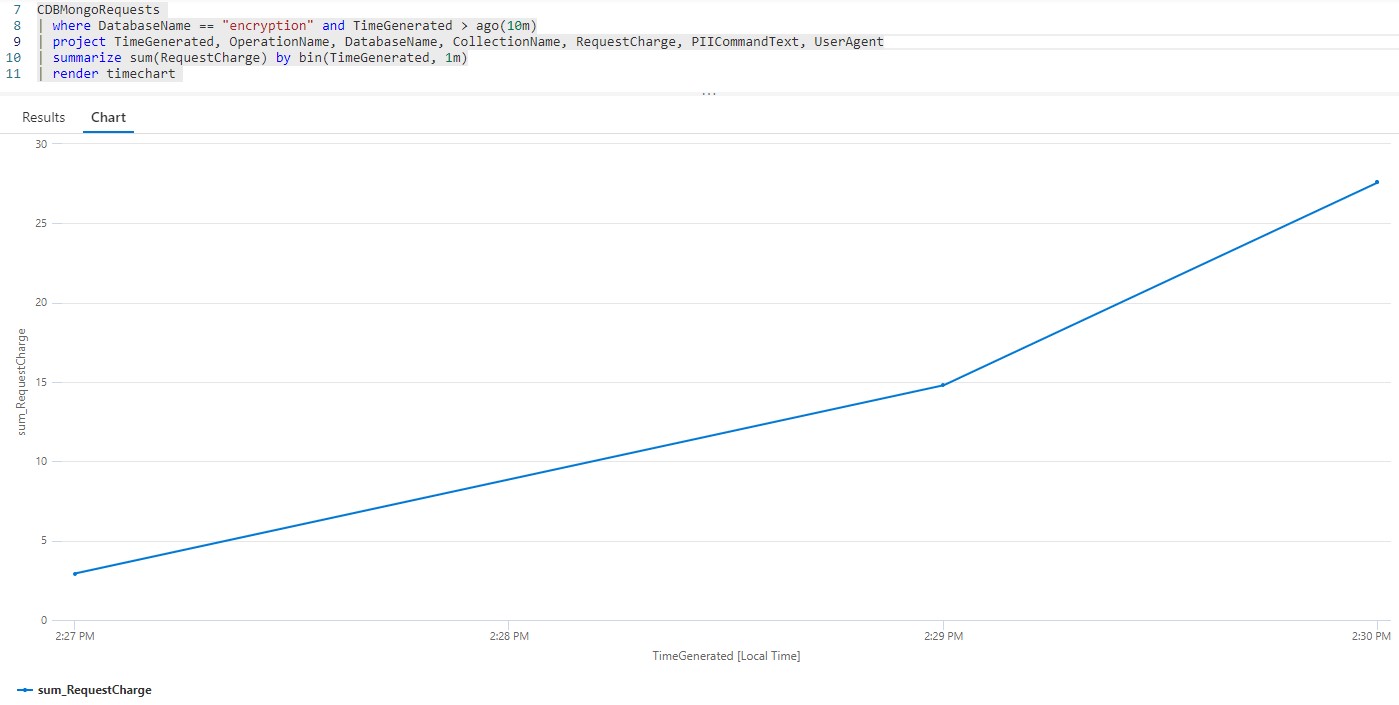 7 CDBMongoRequests
8 | where DatabaseName == "encryption" and TimeGenerated > ago(10m)
9 | project TimeGenerated, OperationName, DatabaseName, CollectionName, RequestCharge, PIICommandText, UserAgent
10 | summarize sum(RequestCharge) by bin(TimeGenerated, 1m)
11 | render timechart
...
Results Chart
30
25
20
15
10
5
0
sum_RequestCharge
2:27 PM 2:28 PM 2:29 PM 2:30 PM
TimeGenerated [Local Time]
sum_RequestCharge